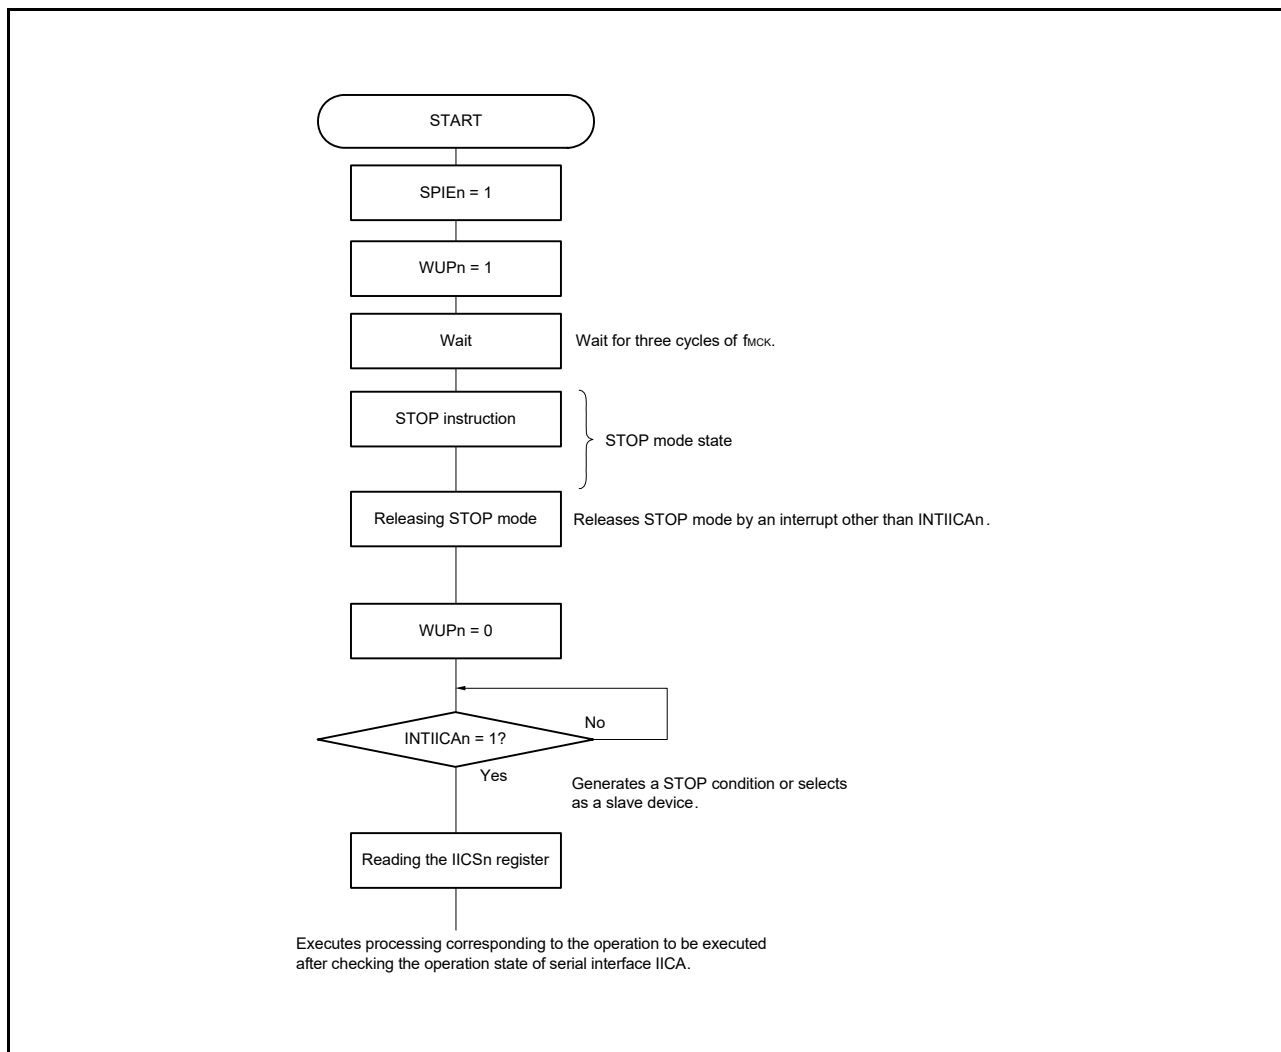 START
SPIEn = 1
WUPn = 1
Wait
Wait for three cycles of fMCK.
STOP instruction
STOP mode state
Releasing STOP mode
Releases STOP mode by an interrupt other than INTIICAn.
WUPn = 0
No
INTIICAn = 1?
Yes
Generates a STOP condition or selects
as a slave device.
Reading the IICSn register
Executes processing corresponding to the operation to be executed
after checking the operation state of serial interface IICA.